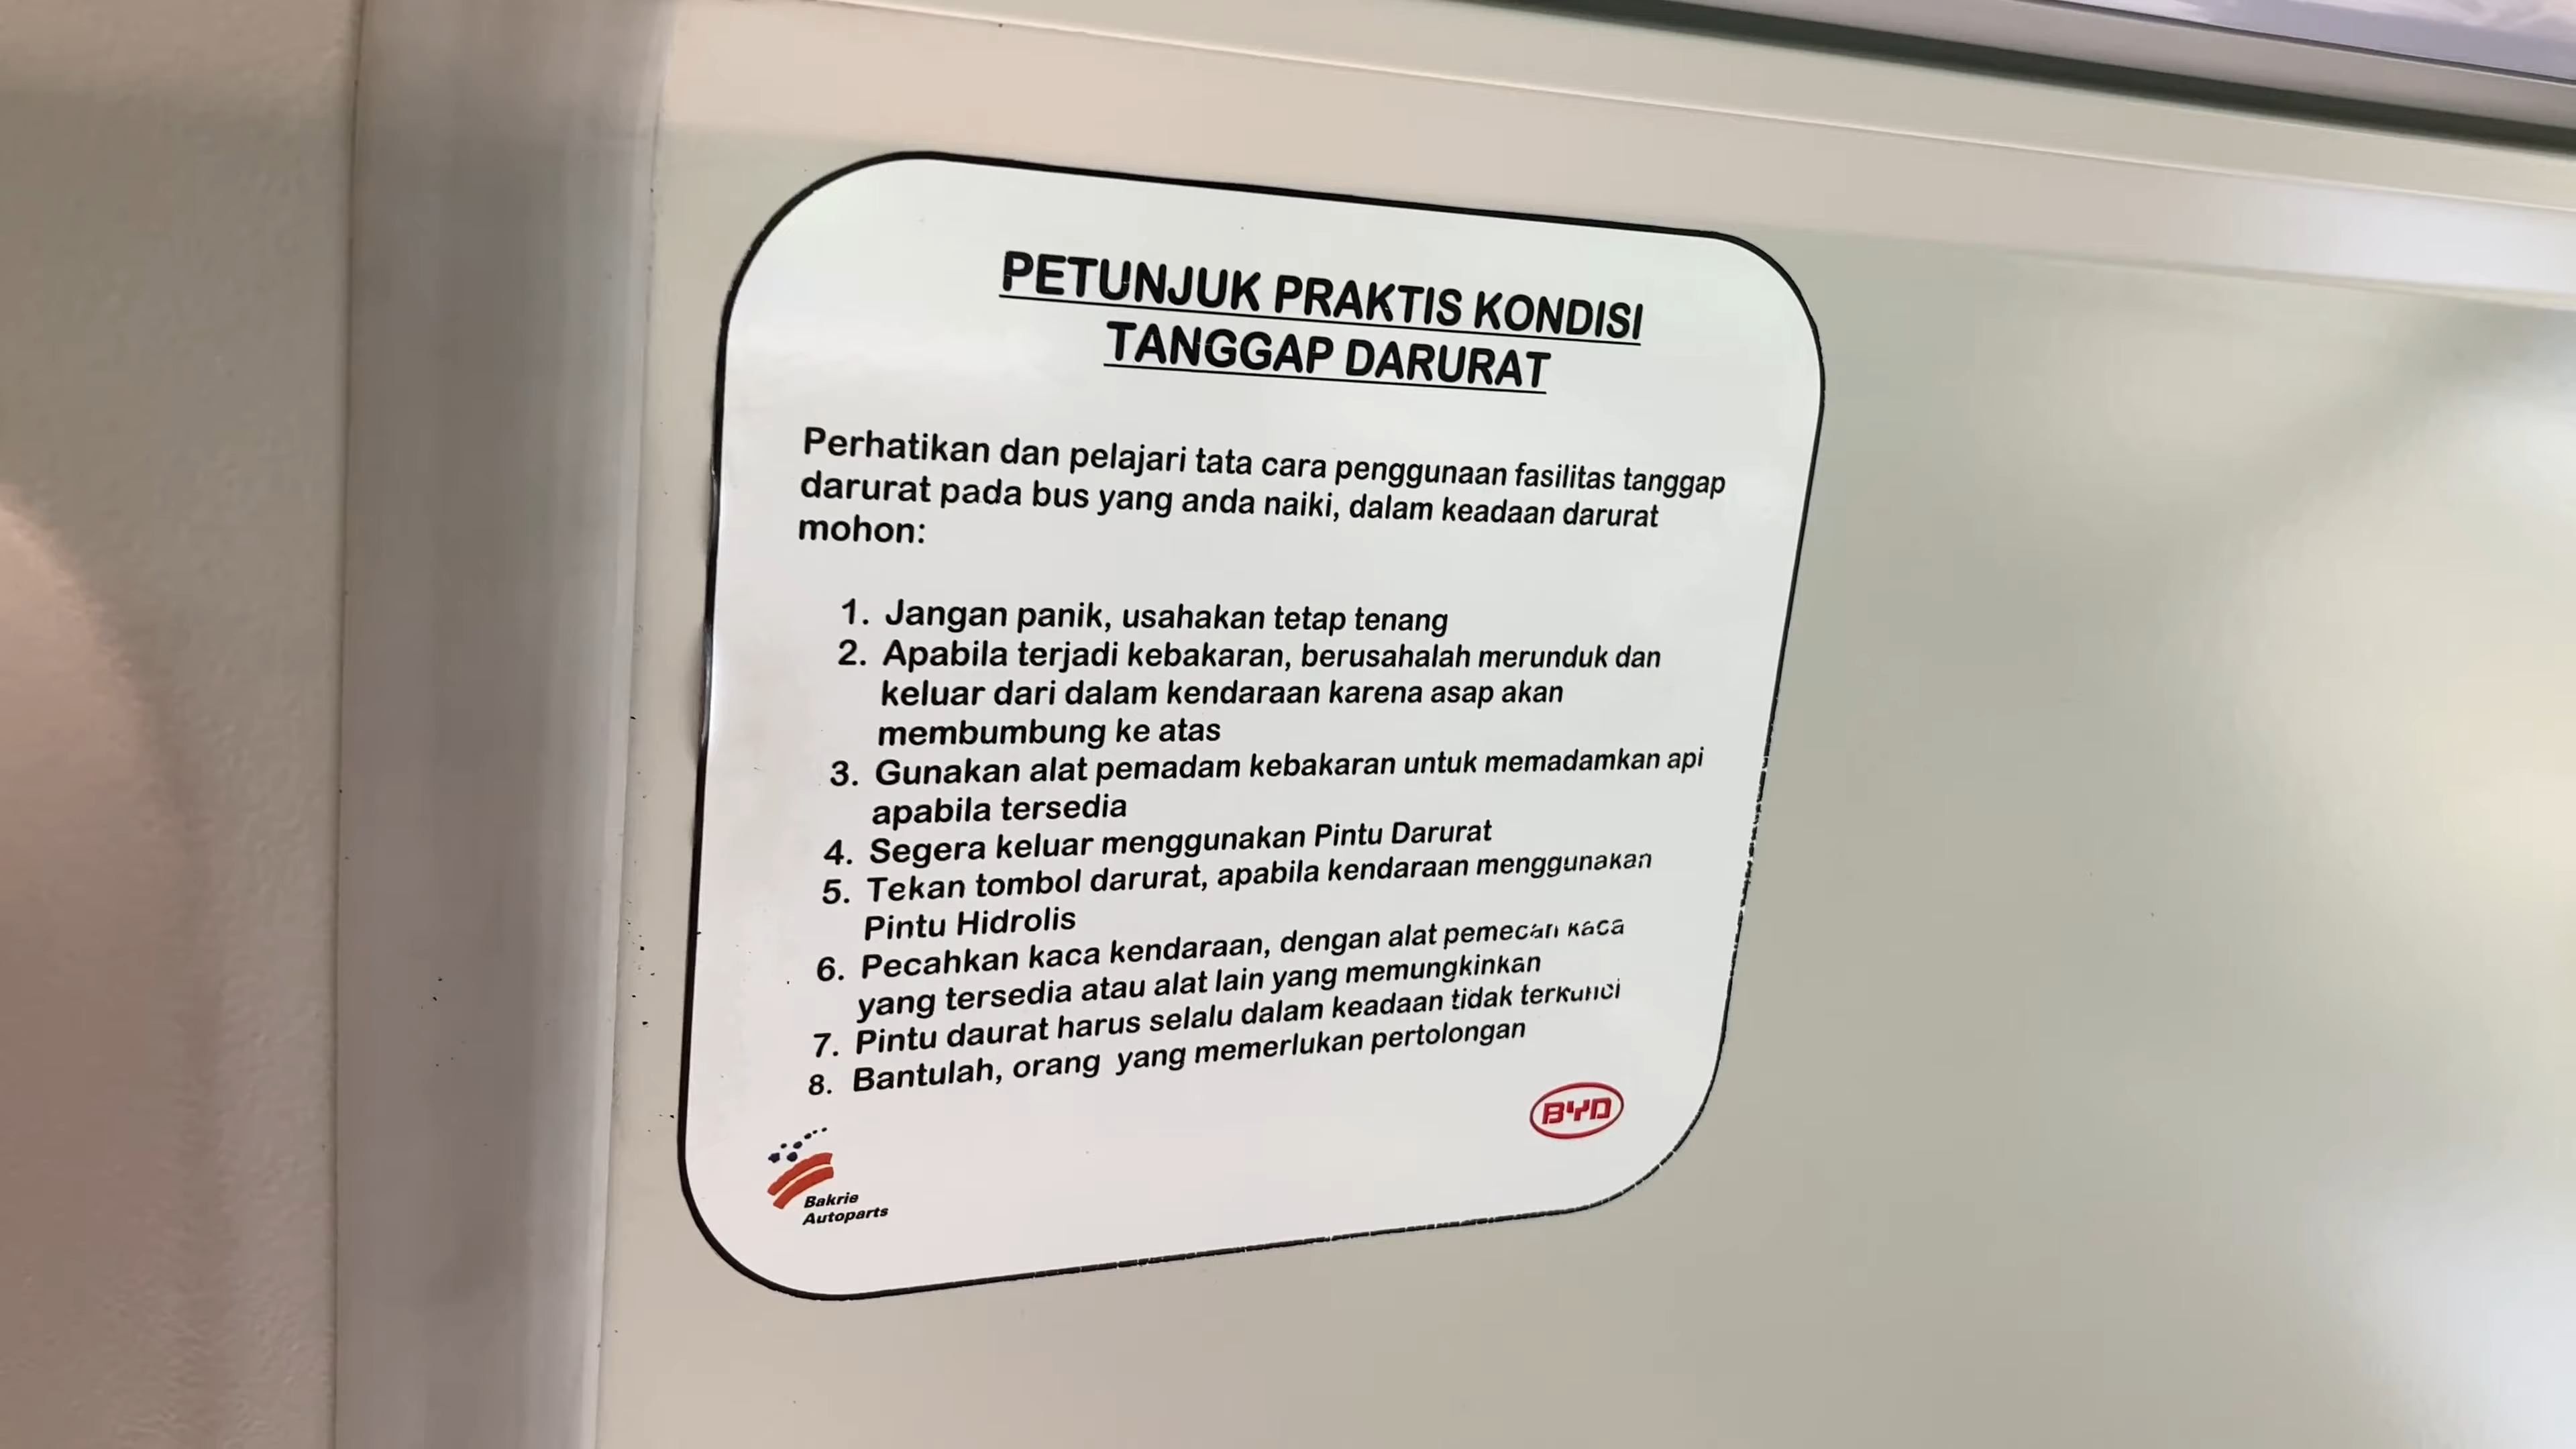 PETUNJUK PRAKTIS KONDISI
TANGGAP DARURAT
Perhatikan dan pelajari tata cara penggunaan fasilitas tanggap
darurat pada bus yang anda naiki, dalam keadaan darurat
mohon:
1. Jangan panik, usahakan tetap tenang
2. Apabila terjadi kebakaran, berusahalah merunduk dan
keluar dari dalam kendaraan karena asap akan
membumbung ke atas
3. Gunakan alat pemadam kebakaran untuk memadamkan api
apabila tersedia
4. Segera keluar menggunakan Pintu Darurat
5. Tekan tombol darurat, apabila kendaraan menggunakan
Pintu Hidrolis
6. Pecahkan kaca kendaraan, dengan alat pemecah kaca
yang tersedia atau alat lain yang memungkinkan
7. Pintu daurat harus selalu dalam keadaan tidak terkunci
8. Bantulah, orang yang memerlukan pertolongan
BYD
Bakrie
Autoparts